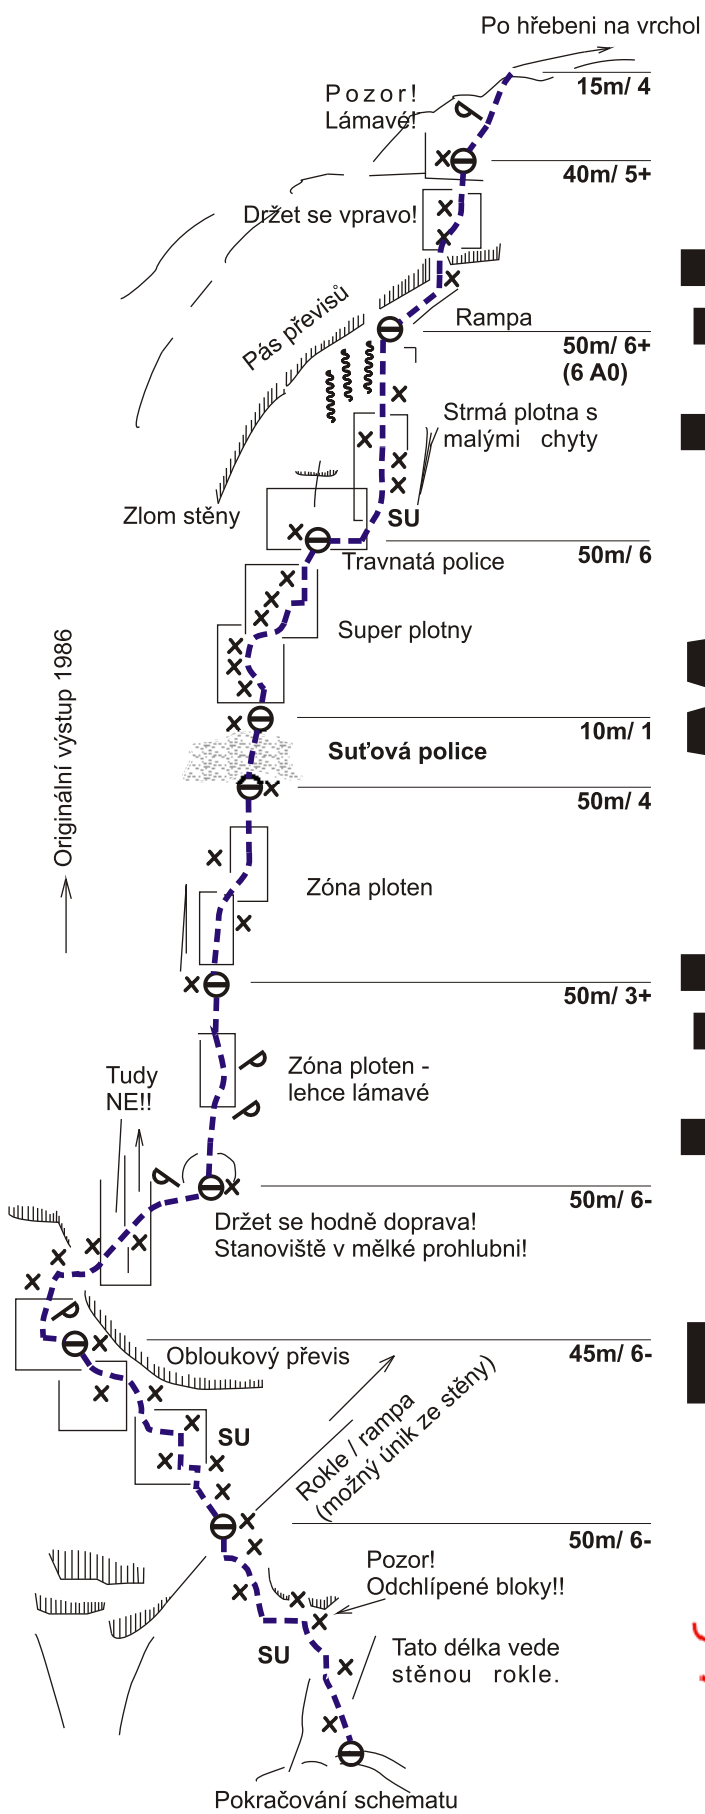 Po hřebeni na vrchol
15m/ 4
Pozor!
Lámavé!
40m/ 5+
Držet se vpravo!
Pás převisů
Rampa
50m/ 6+
(6 A0)
Strmá plotna s
malými chyty
Zlom stěny
SU
50m/ 6
Travnatá police
Super plotny
Originální výstup 1986
10m/ 1
Suťová police
50m/ 4
Zóna ploten
50m/ 3+
Zóna ploten -
lehce lámavé
Tudy
NE!!
50m/ 6-
Držet se hodně doprava!
Stanoviště v mělké prohlubni!
45m/ 6-
Obloukový převis
SU
Rokle / rampa
(možný únik ze stěny)
50m/ 6-
Pozor!
Odchlípené bloky!!
SU
Tato délka vede
stěnou rokle.
Pokračování schematu